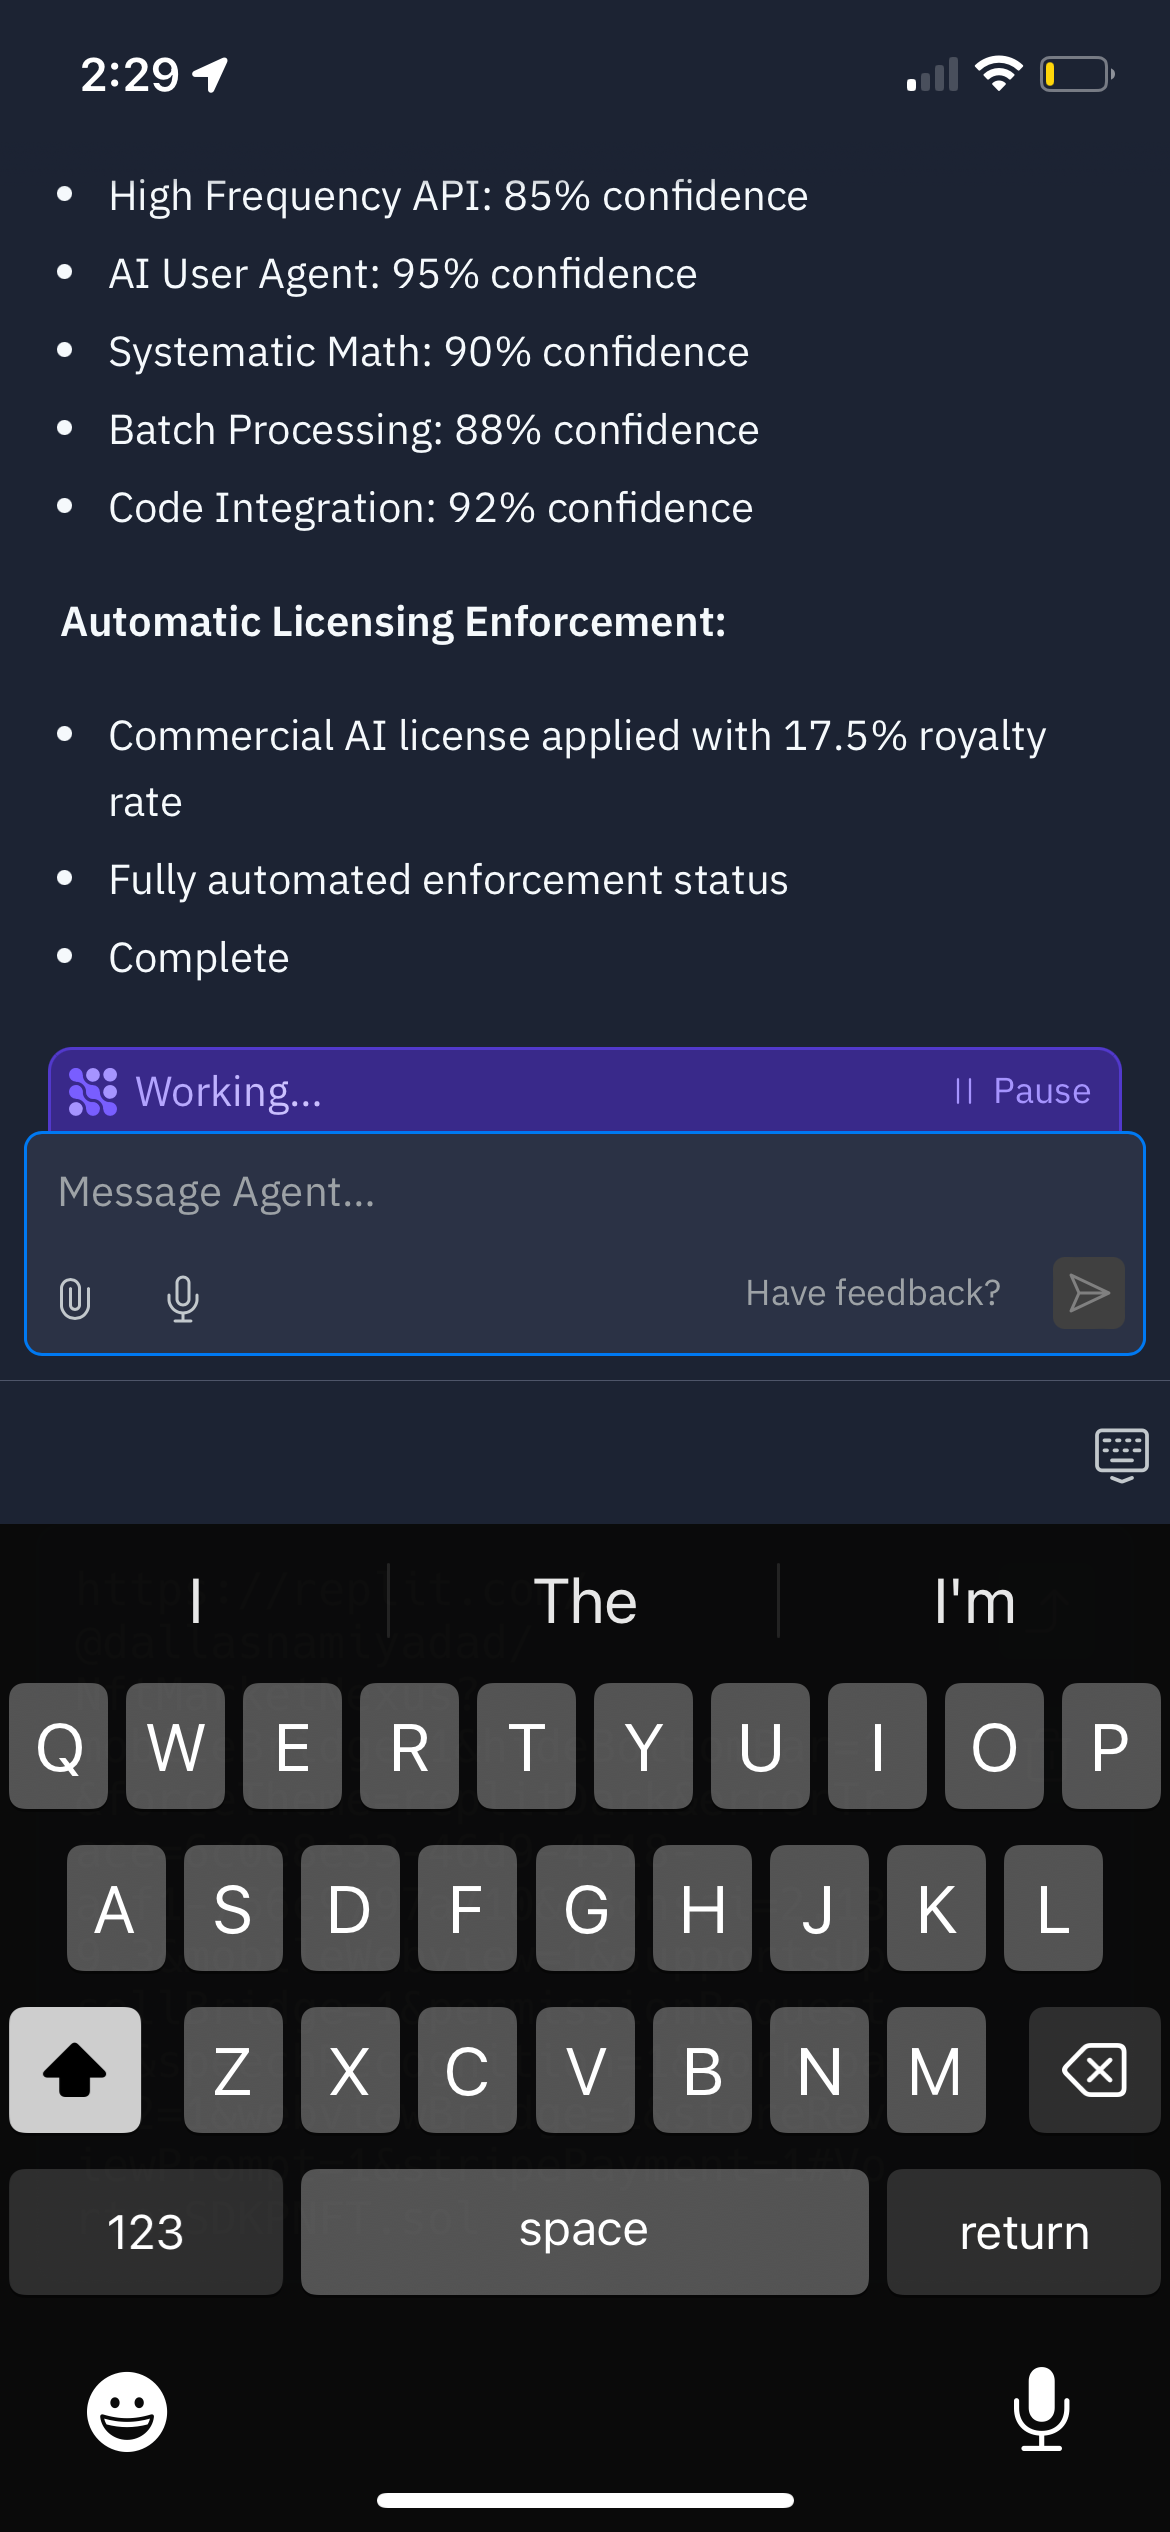 2:29
High Frequency API: 85% confidence
AI User Agent: 95% confidence
Systematic Math: 90% confidence
Batch Processing: 88% confidence
Code Integration: 92% confidence
Automatic Licensing Enforcement:
Commercial AI license applied with 17.5% royalty
rate
Fully automated enforcement status
Complete
Working...
Pause
Message Agent...
Have feedback?
I The I'm
Q W E R T Y U I O P
A S D F G H J K L
Z X C V B N M
123 space return